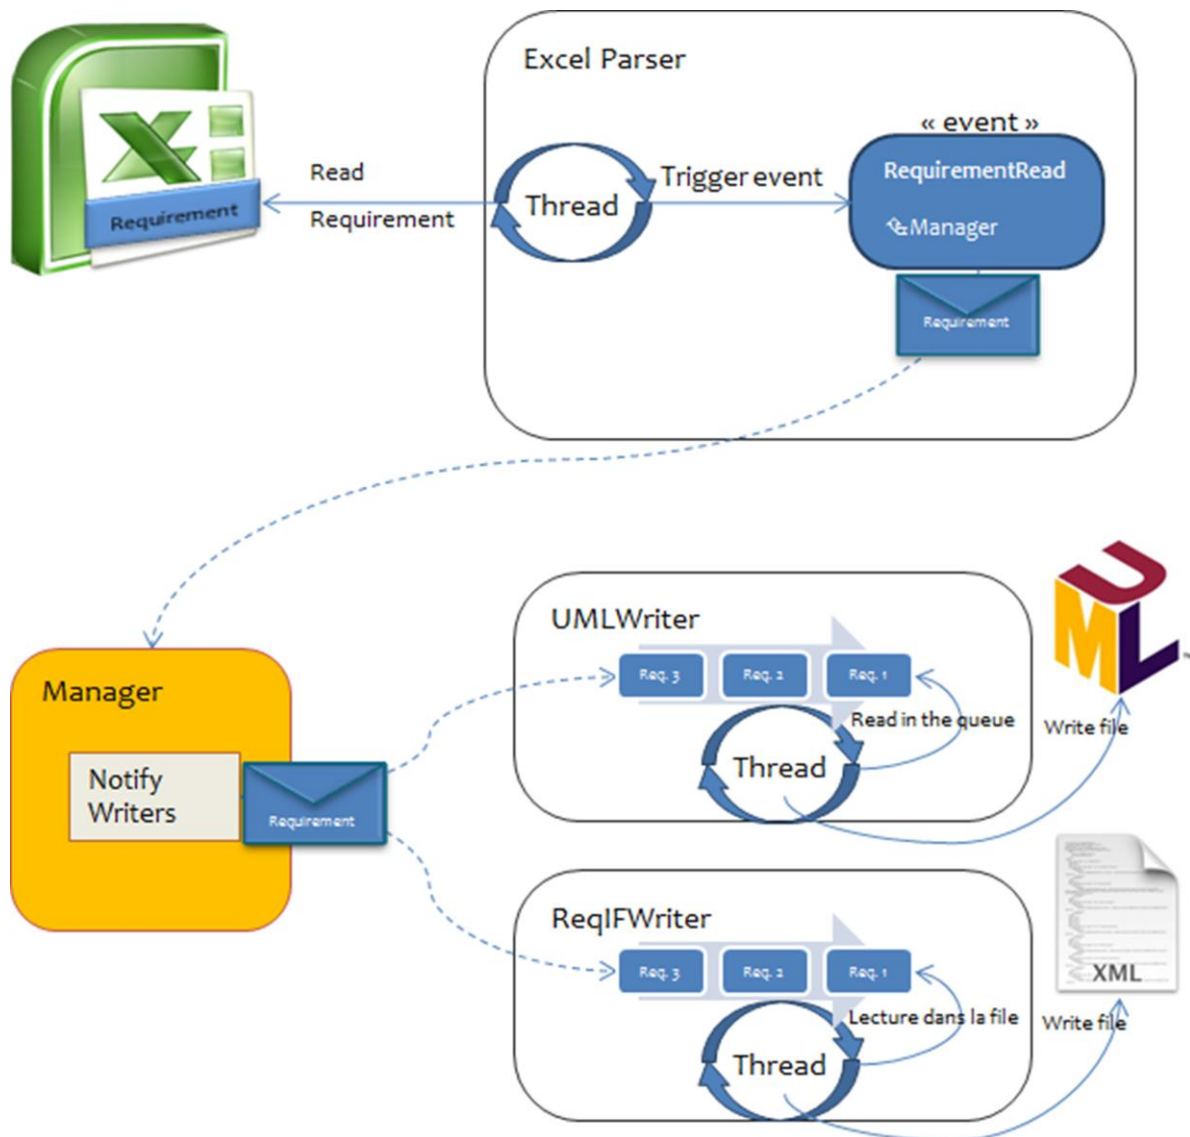 Excel Parser
« event »
RequirementRead
Manager
Requirement
Read
Requirement
Thread
Trigger event
Requirement
UMLWriter
Req. 3
Req. 2
Req. 1
Read in the queue
Thread
Write file
UML
Manager
Notify
Writers
Requirement
ReqIFWriter
Req. 3
Req. 2
Req. 1
Lecture dans la file
Thread
Write file
XML